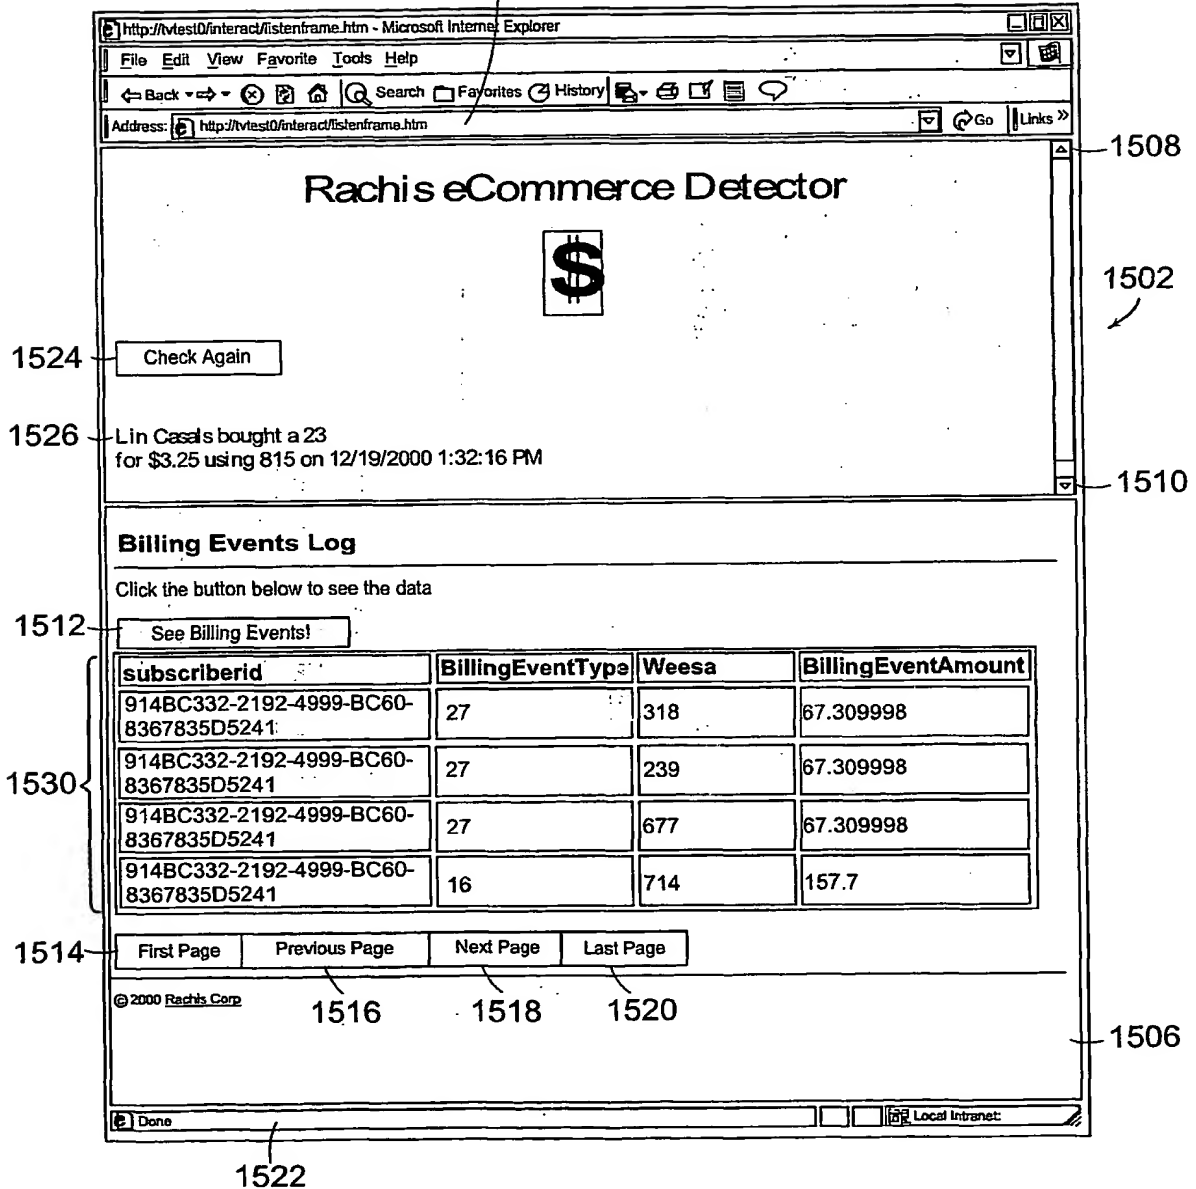 http://tvtest0/interact/listenframe.htm - Microsoft Internet Explorer
File Edit View Favorite Tools Help
Back Search Favorites History
Address: http://tvtest0/interact/listenframe.htm Go Links »
1508
Rachis eCommerce Detector
$
1502
1524 Check Again
1526 Lin Casals bought a 23
for $3.25 using 815 on 12/19/2000 1:32:16 PM
1510
Billing Events Log
Click the button below to see the data
1512 See Billing Events!
subscriberid BillingEventType Weesa BillingEventAmount
914BC332-2192-4999-BC60-
8367835D5241 27 318 67.309998
914BC332-2192-4999-BC60-
8367835D5241 27 239 67.309998
1530
914BC332-2192-4999-BC60-
8367835D5241 27 677 67.309998
914BC332-2192-4999-BC60-
8367835D5241 16 714 157.7
1514 First Page Previous Page Next Page Last Page
© 2000 Rachis Corp
1516 1518 1520
1506
Done Local Intranet:
1522